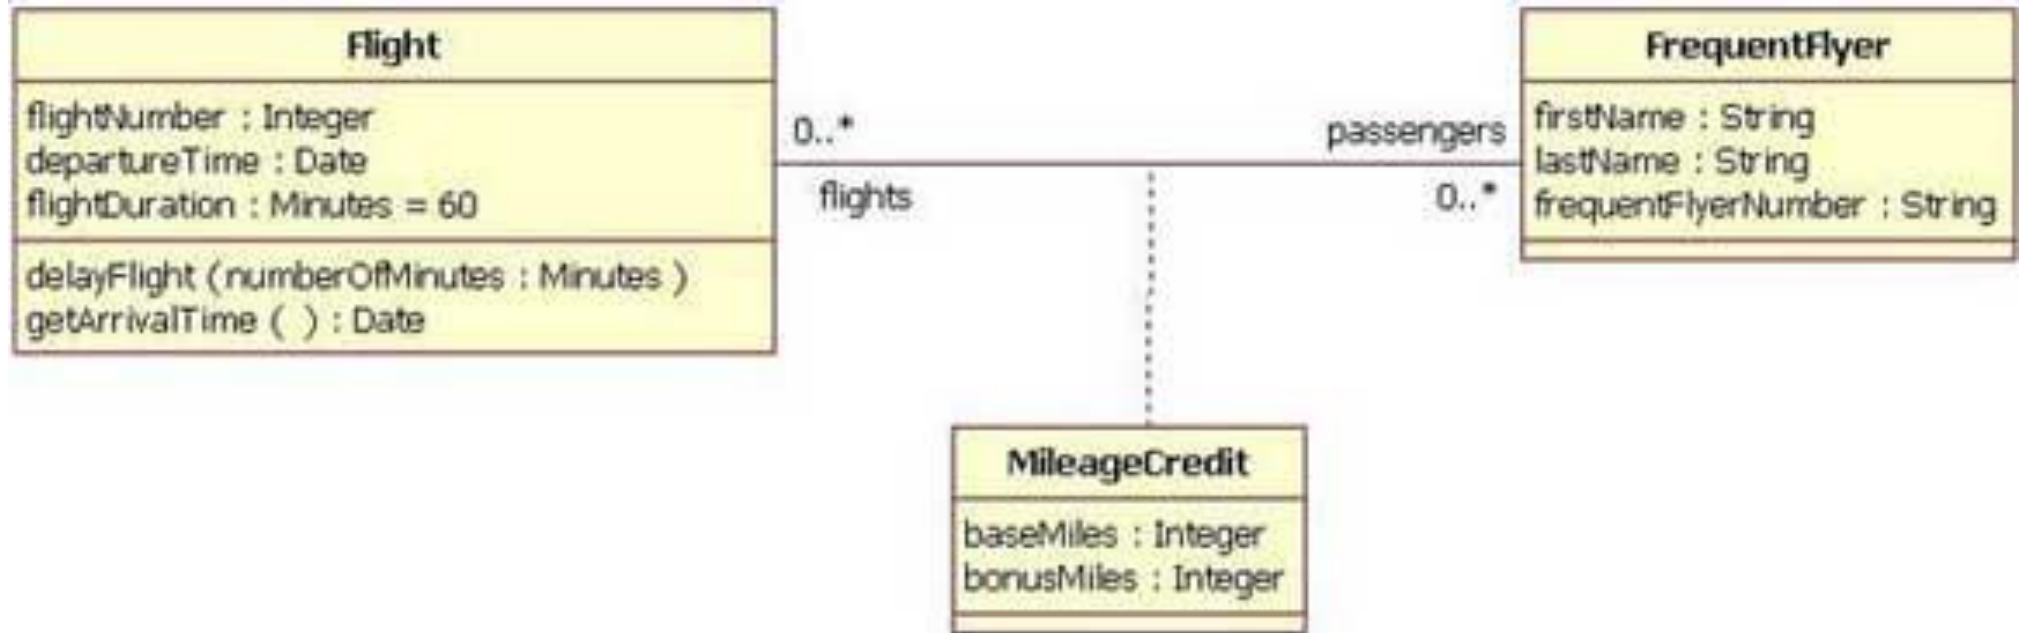 Flight
flightNumber : Integer
departureTime : Date
flightDuration : Minutes = 60
delayFlight ( numberOfMinutes : Minutes )
getArrivalTime ( ) : Date
0..*
flights
passengers
0..*
FrequentFlyer
firstName : String
lastName : String
frequentFlyerNumber : String
MileageCredit
baseMiles : Integer
bonusMiles : Integer